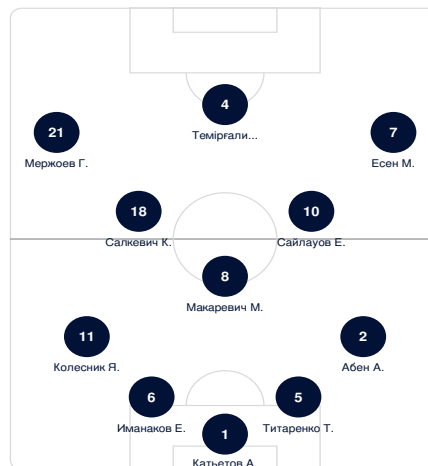 4
Темірғали...
21
Мержоев Г.
7
Есен М.
18
Салкевич К.
10
Сайлауов Е.
8
Макаревич М.
11
Колесник Я.
2
Абен А.
6
Иманаков Е.
5
Титаренко Т.
1
Катьетов А.